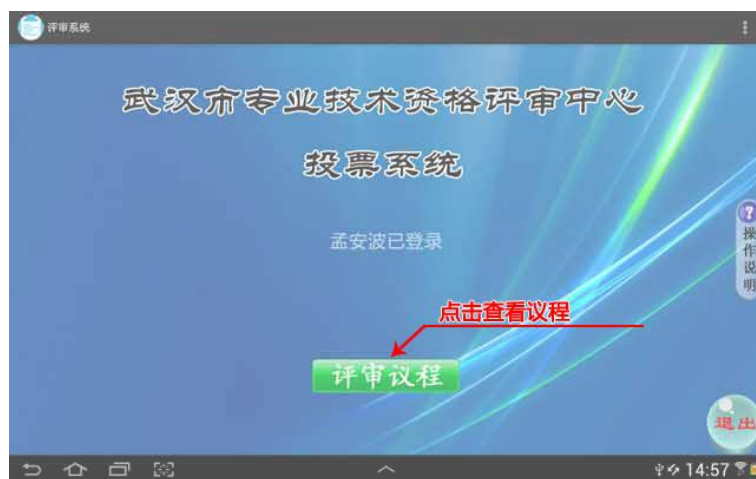 评审系统
武汉市专业技术资格评审中心
投票系统
孟安波已登录
?
操作说明
点击查看议程
评审议程
退出
14:57